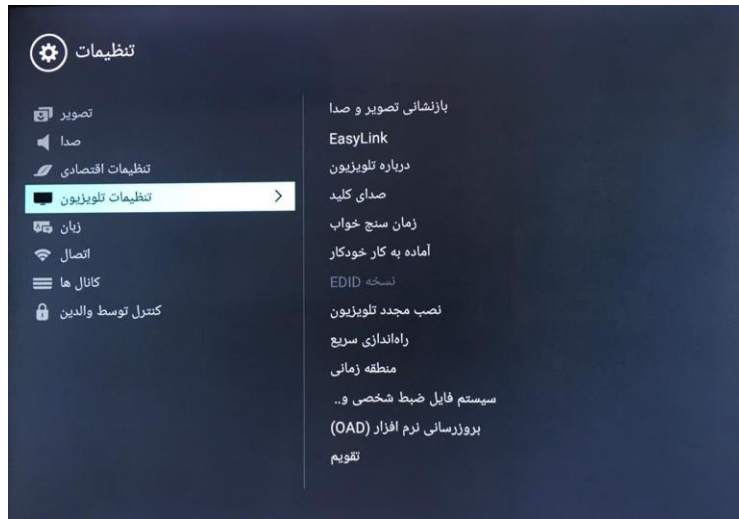 تنظیمات
تصویر
صدا
تنظیمات اقتصادی
تنظیمات تلویزیون
زبان
اتصال
کانال ها
کنترل توسط والدین
بازنشانی تصویر و صدا
EasyLink
درباره تلویزیون
صدای کلید
زمان سنج خواب
آماده به کار خودکار
نسخه EDID
نصب مجدد تلویزیون
راه‌اندازی سریع
منطقه زمانی
سیستم فایل ضبط شخصی و..
بروزرسانی نرم افزار (OAD)
تقویم